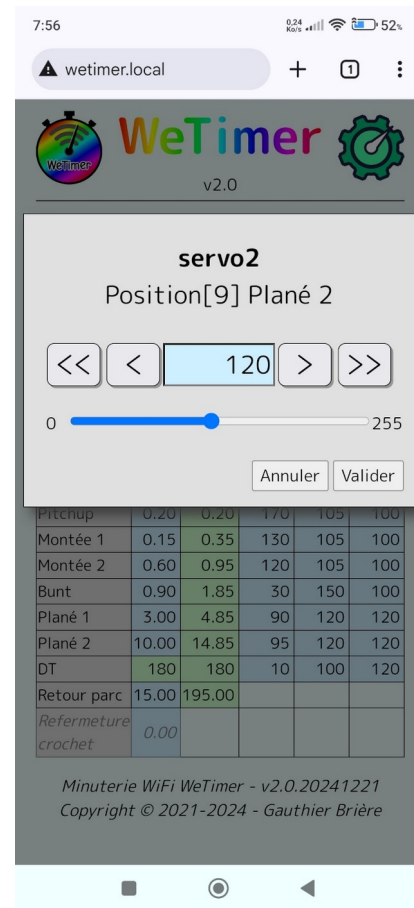 7:56 0,24 Ko/s 52%
wetimer.local 1
WeTimer WeTimer
v2.0
servo2
Position[9] Plané 2
<< < 120 > >>
0 255
Annuler Valider
Pitchup 0.20 0.20 170 105 100
Montée 1 0.15 0.35 130 105 100
Montée 2 0.60 0.95 120 105 100
Bunt 0.90 1.85 30 150 100
Plané 1 3.00 4.85 90 120 120
Plané 2 10.00 14.85 95 120 120
DT 180 180 10 100 120
Retour parc 15.00 195.00
Refermeture
crochet 0.00
Minuterie WiFi WeTimer - v2.0.20241221
Copyright © 2021-2024 - Gauthier Brière